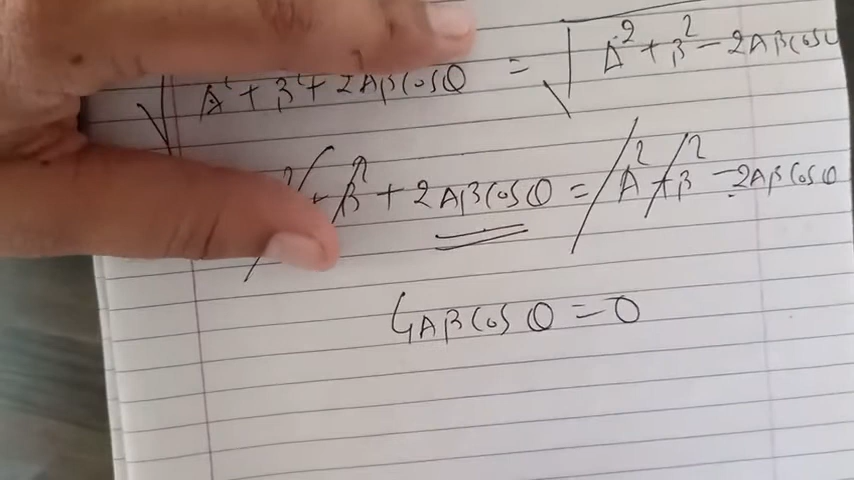 √A² + B² + 2ABCosθ = √A² + B² - 2ABCosθ
B² + 2ABCosθ = A² + B² - 2ABCosθ
4ABCosθ = 0